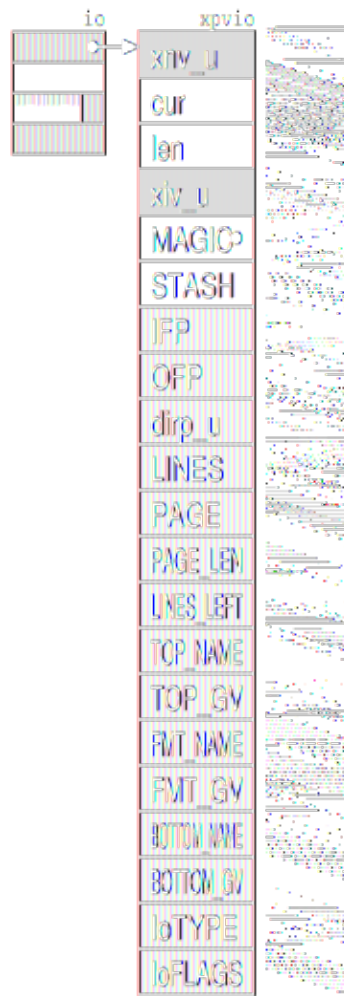 io xpvio
xnv_u
cur
len
xiv_u
MAGIC
STASH
IFP
OFP
dirp_u
LINES
PAGE
PAGE_LEN
LINES_LEFT
TOP_NAME
TOP_GV
FMT_NAME
FMT_GV
BOTTOM_NAME
BOTTOM_GV
IoTYPE
IoFLAGS